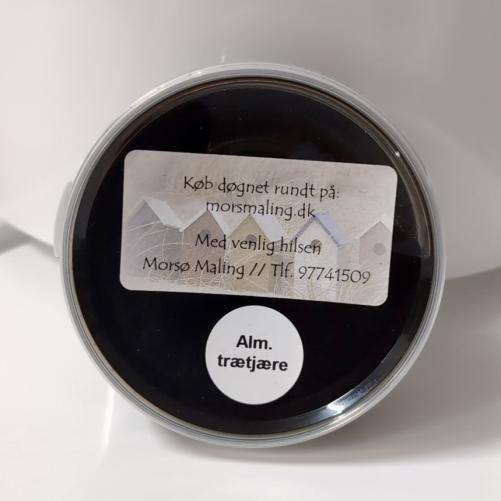 Køb døgnet rundt på:
morsmaling.dk
Med venlig hilsen
Morsø Maling // Tlf. 97741509
Alm.
trætjære